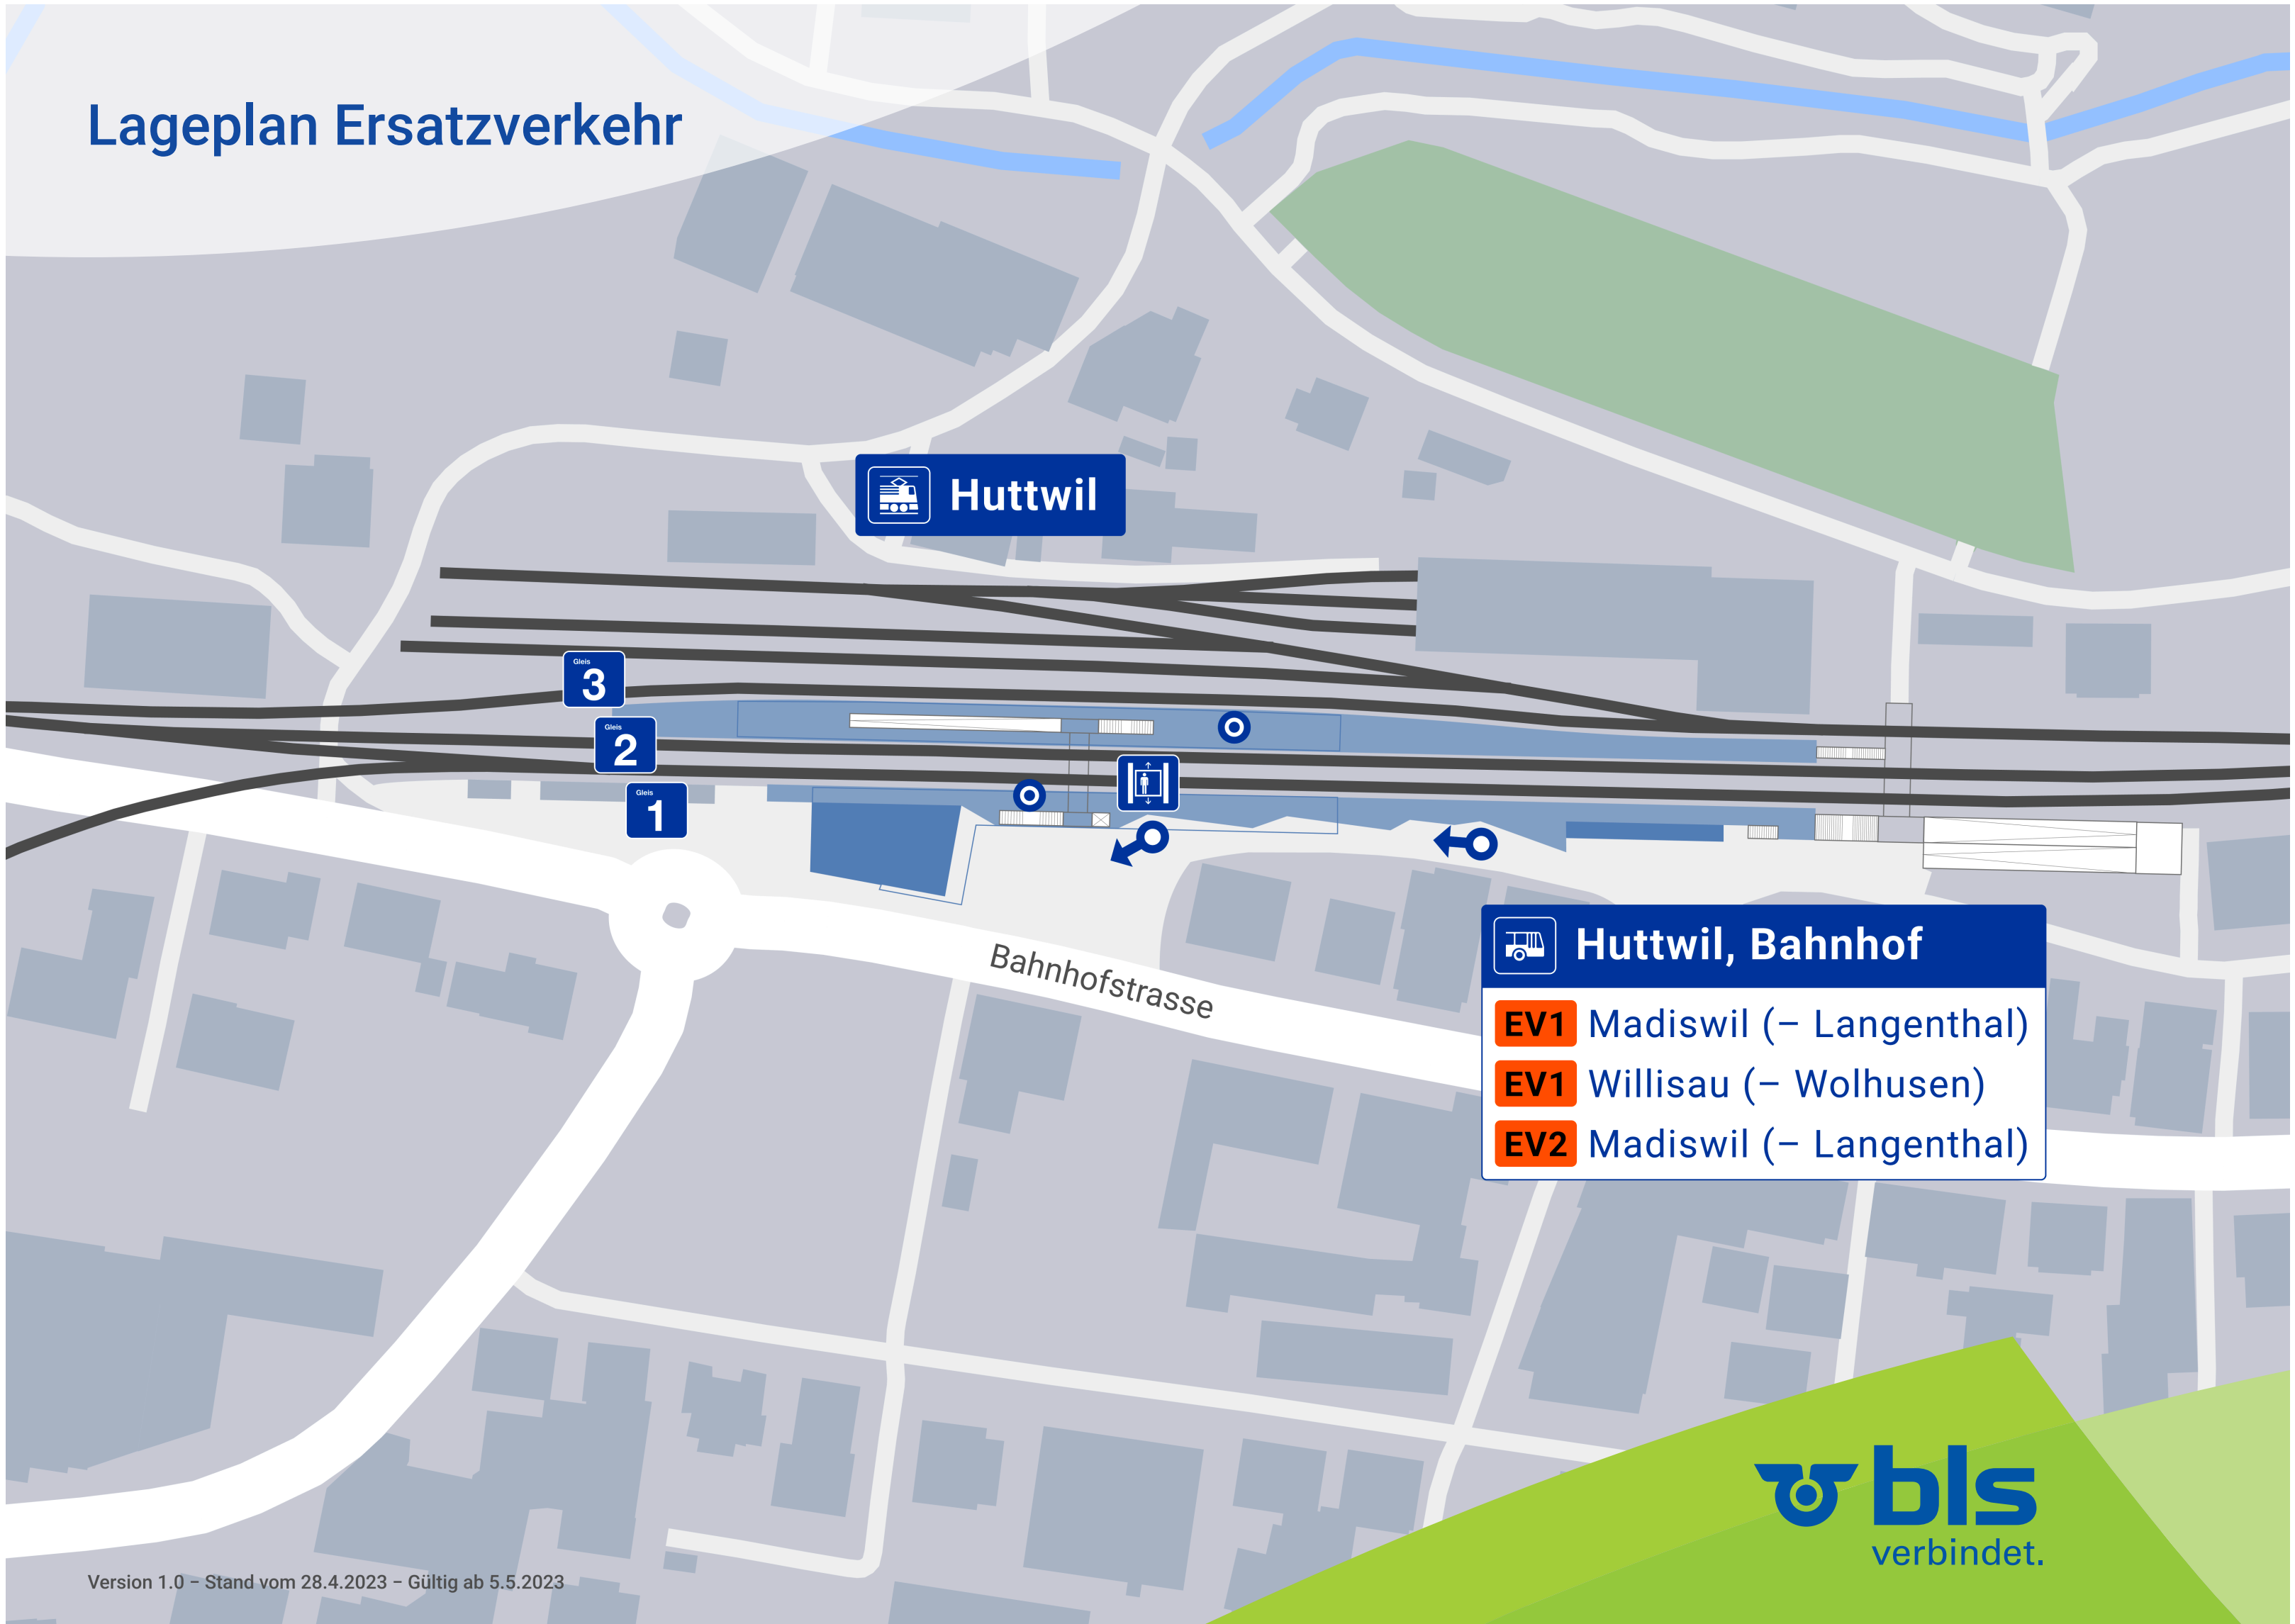 Lageplan Ersatzverkehr
Huttwil
Gleis
3
Gleis
2
Gleis
1
Bahnhofstrasse
Huttwil, Bahnhof
EV1 Madiswil (– Langenthal)
EV1 Willisau (– Wolhusen)
EV2 Madiswil (– Langenthal)
bls
verbindet.
Version 1.0 – Stand vom 28.4.2023 – Gültig ab 5.5.2023